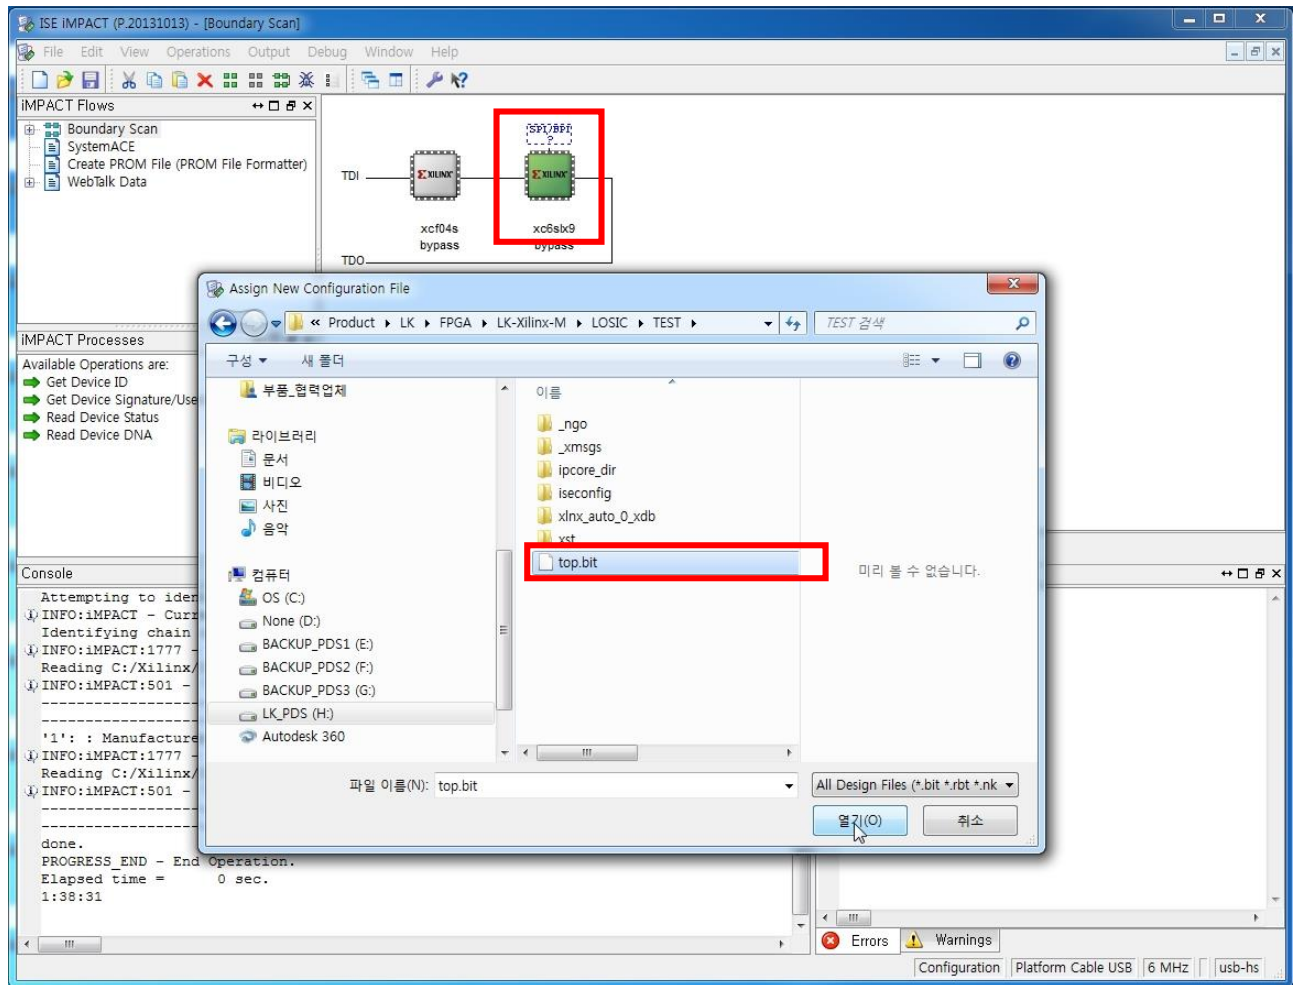 ISE iMPACT (P.20131013) - [Boundary Scan]
File Edit View Operations Output Debug Window Help
iMPACT Flows
Boundary Scan
SystemACE
Create PROM File (PROM File Formatter)
WebTalk Data
SPI/BPI
?
TDI
XILINX
XILINX
xcf04s
bypass
xc6slx9
bypass
TDO
Assign New Configuration File
« Product LK FPGA LK-Xilinx-M LOSIC TEST
TEST 검색
구성 새 폴더
부품_협력업체
라이브러리
문서
비디오
사진
음악
컴퓨터
OS (C:)
None (D:)
BACKUP_PDS1 (E:)
BACKUP_PDS2 (F:)
BACKUP_PDS3 (G:)
LK_PDS (H:)
Autodesk 360
이름
_ngo
_xmsgs
ipcore_dir
iseconfig
xlnx_auto_0_xdb
xst
top.bit
미리 볼 수 없습니다.
파일 이름(N): top.bit
All Design Files (*.bit *.rbt *.nk
열기(O) 취소
iMPACT Processes
Available Operations are:
Get Device ID
Get Device Signature/Use
Read Device Status
Read Device DNA
Console
Attempting to iden
INFO:iMPACT - Curr
Identifying chain
INFO:iMPACT:1777 -
Reading C:/Xilinx/
INFO:iMPACT:501 -
----------------------
----------------------
'1': : Manufacture
INFO:iMPACT:1777 -
Reading C:/Xilinx/
INFO:iMPACT:501 -
----------------------
----------------------
done.
PROGRESS_END - End Operation.
Elapsed time = 0 sec.
1:38:31
Errors Warnings
Configuration Platform Cable USB 6 MHz usb-hs